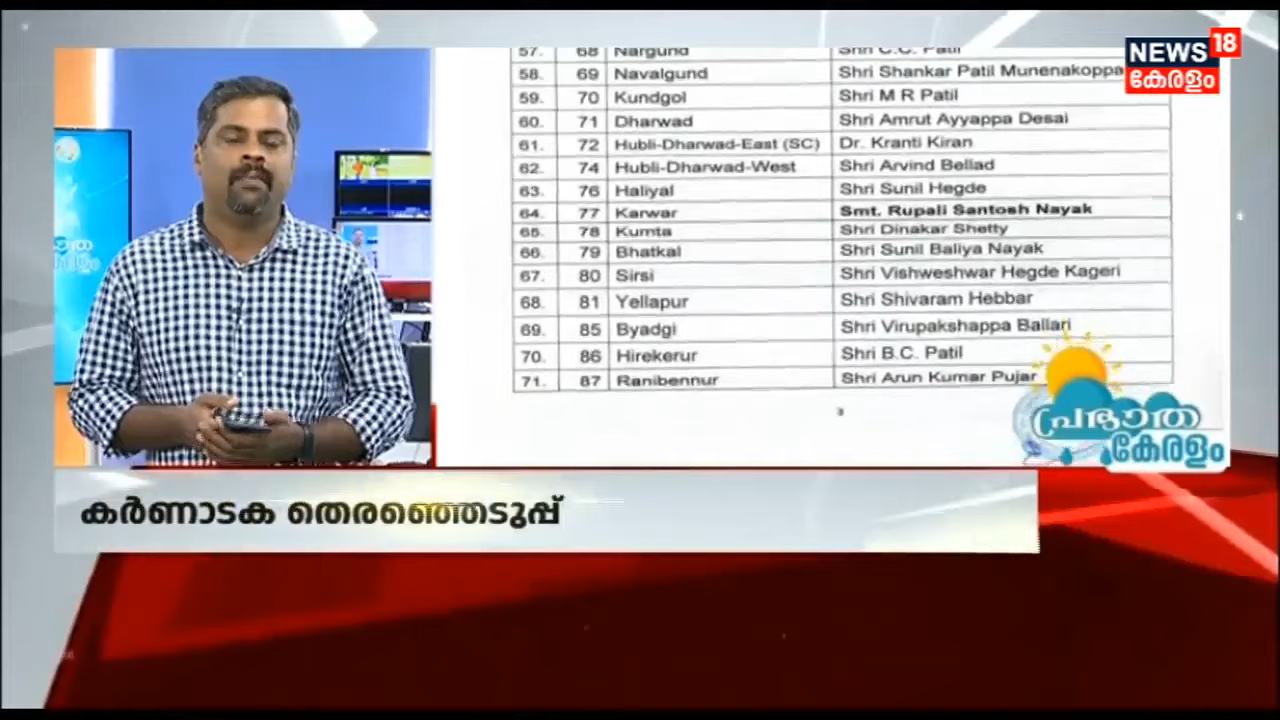 NEWS 18
കേരളം
57. 68 Nargund Shri C.C. Patil
58. 69 Navalgund Shri Shankar Patil Munenakoppa
59. 70 Kundgol Shri M R Patil
60. 71 Dharwad Shri Amrut Ayyappa Desai
61. 72 Hubli-Dharwad-East (SC) Dr. Kranti Kiran
62. 74 Hubli-Dharwad-West Shri Arvind Bellad
63. 76 Haliyal Shri Sunil Hegde
64. 77 Karwar Smt. Rupali Santosh Nayak
65. 78 Kumta Shri Dinakar Shetty
66. 79 Bhatkal Shri Sunil Baliya Nayak
67. 80 Sirsi Shri Vishweshwar Hegde Kageri
68. 81 Yellapur Shri Shivaram Hebbar
69. 85 Byadgi Shri Virupakshappa Ballari
70. 86 Hirekerur Shri B.C. Patil
71. 87 Ranibennur Shri Arun Kumar Pujar
3
പ്രഭാത
കേരളം
കർണാടക തെരഞ്ഞെടുപ്പ്